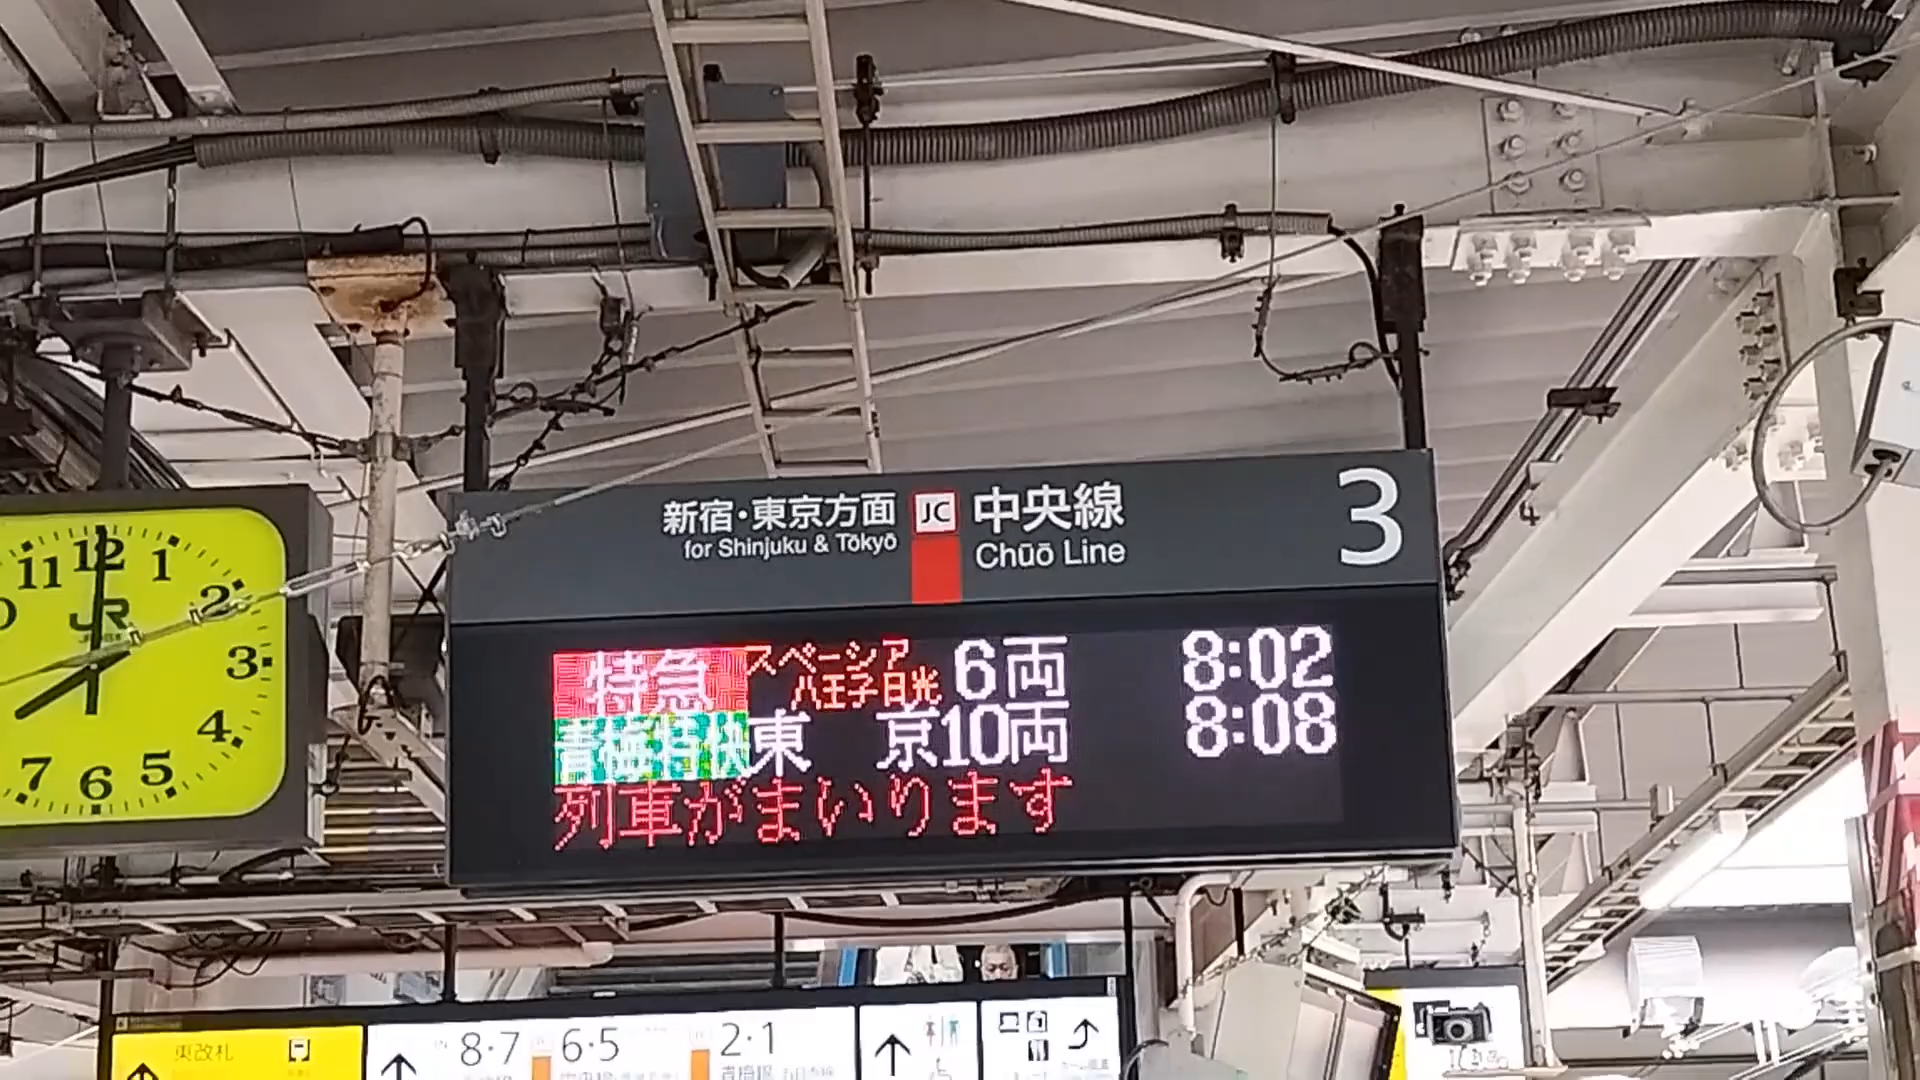 新宿・東京方面 JC 中央線 3
for Shinjuku & Tōkyō Chūō Line
特急 スペーシア 八王子日光 6両 8:02
青梅特快 東 京 10両 8:08
列車がまいります
11 12 1
2
3
4
5
6
7
JR
東改札
8・7
6・5
2・1